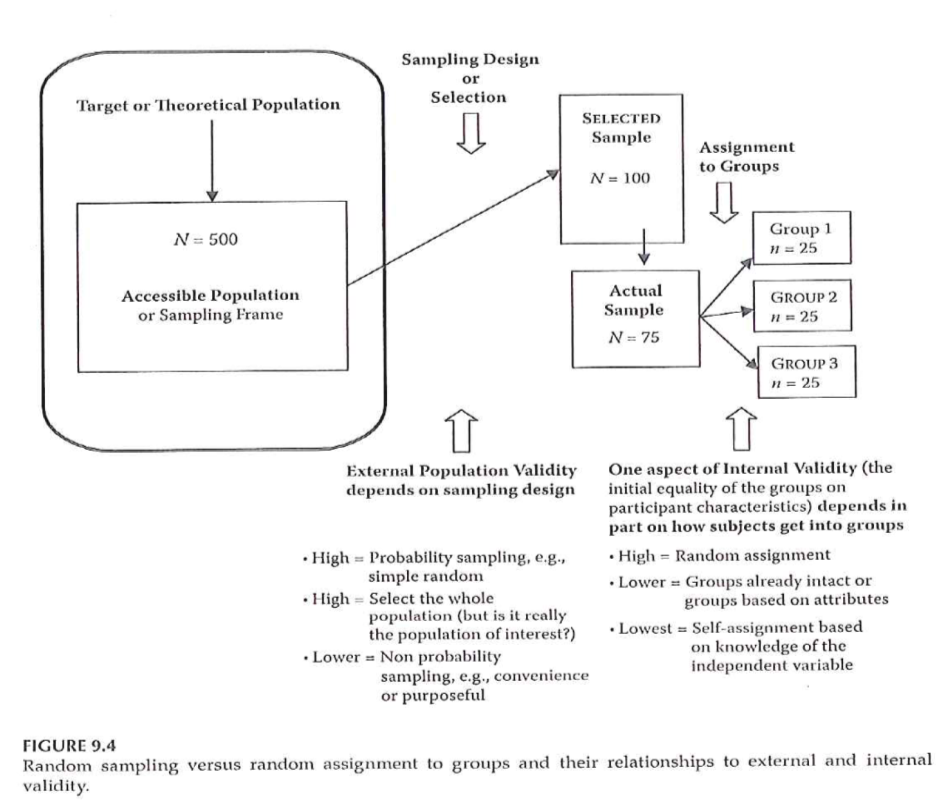 Target or Theoretical Population
N = 500
Accessible Population
or Sampling Frame
Sampling Design
or
Selection
SELECTED
Sample
N = 100
Actual
Sample
N = 75
Assignment
to Groups
Group 1
n = 25
GROUP 2
n = 25
GROUP 3
n = 25
External Population Validity
depends on sampling design
• High = Probability sampling, e.g.,
simple random
• High = Select the whole
population (but is it really
the population of interest?)
• Lower = Non probability
sampling, e.g., convenience
or purposeful
One aspect of Internal Validity (the
initial equality of the groups on
participant characteristics) depends in
part on how subjects get into groups
• High = Random assignment
• Lower = Groups already intact or
groups based on attributes
• Lowest = Self-assignment based
on knowledge of the
independent variable
FIGURE 9.4
Random sampling versus random assignment to groups and their relationships to external and internal
validity.